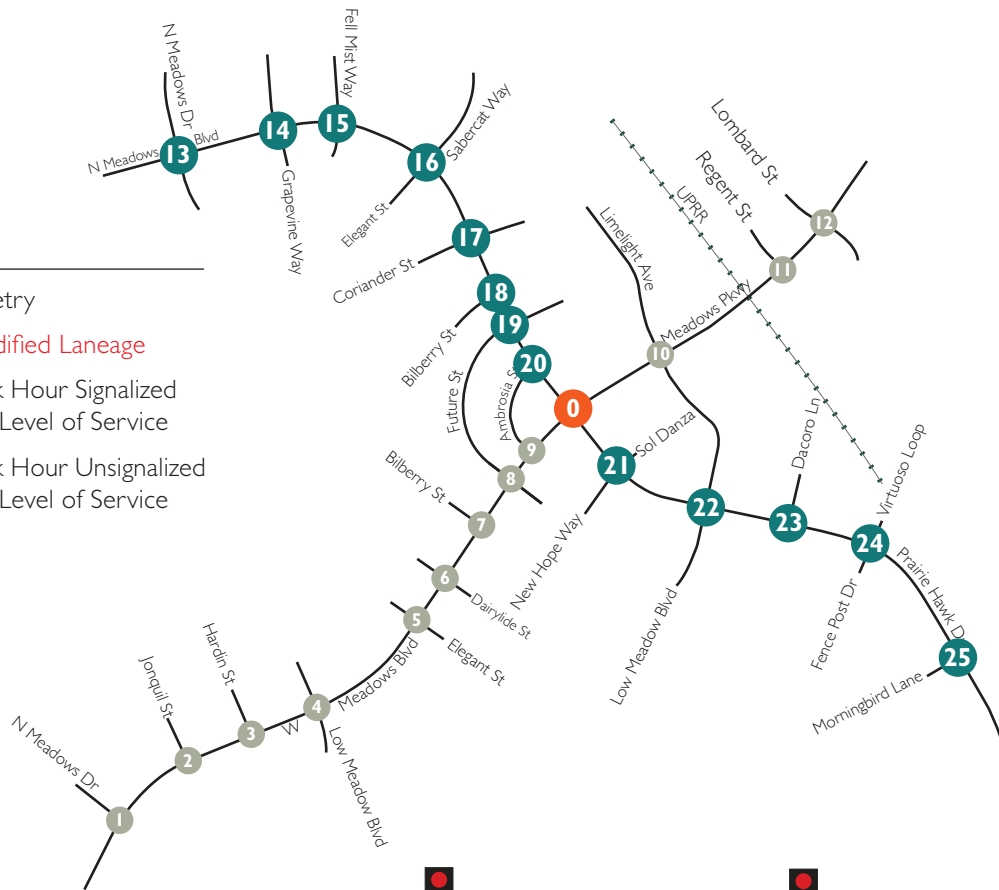 N Meadows Dr
Fell Mist Way
N Meadows Blvd
13
14
15
16
Sabercat Way
Grapevine Way
Elegant St
17
Coriander St
18
Bilberry St
19
20
Future St
Ambrosia S
0
Limelight Ave
UPRR
Lombard St
Regent St
12
11
Meadows Pkwy
10
etry
dified Laneage
k Hour Signalized
Level of Service
k Hour Unsignalized
Level of Service
9
8
Bilberry St
7
6
Dairylide St
5
Elegant St
Meadows Blvd
W
4
Low Meadow Blvd
Hardin St
3
Jonquil St
2
N Meadows Dr
1
21
Sol Danza
New Hope Way
22
Low Meadow Blvd
Dacoro Ln
23
Virtuoso Loop
24
Fence Post Dr
Prairie Hawk D
25
Morningbird Lane